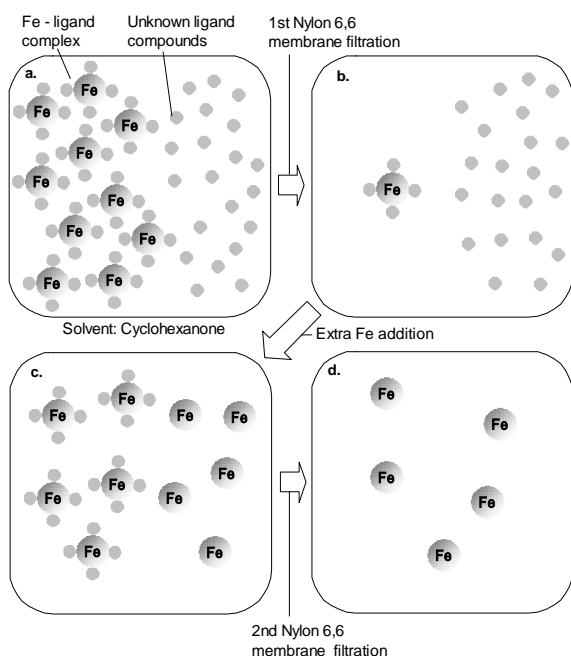 Fe - ligand
complex
Unknown ligand
compounds
1st Nylon 6,6
membrane filtration
a.
Fe
Fe
Fe
Fe
Fe
Fe
Fe
Fe
Fe
Fe
b.
Fe
Solvent: Cyclohexanone
Extra Fe addition
c.
Fe
Fe
Fe
Fe
Fe
Fe
Fe
Fe
Fe
Fe
d.
Fe
Fe
Fe
Fe
Fe
2nd Nylon 6,6
membrane filtration